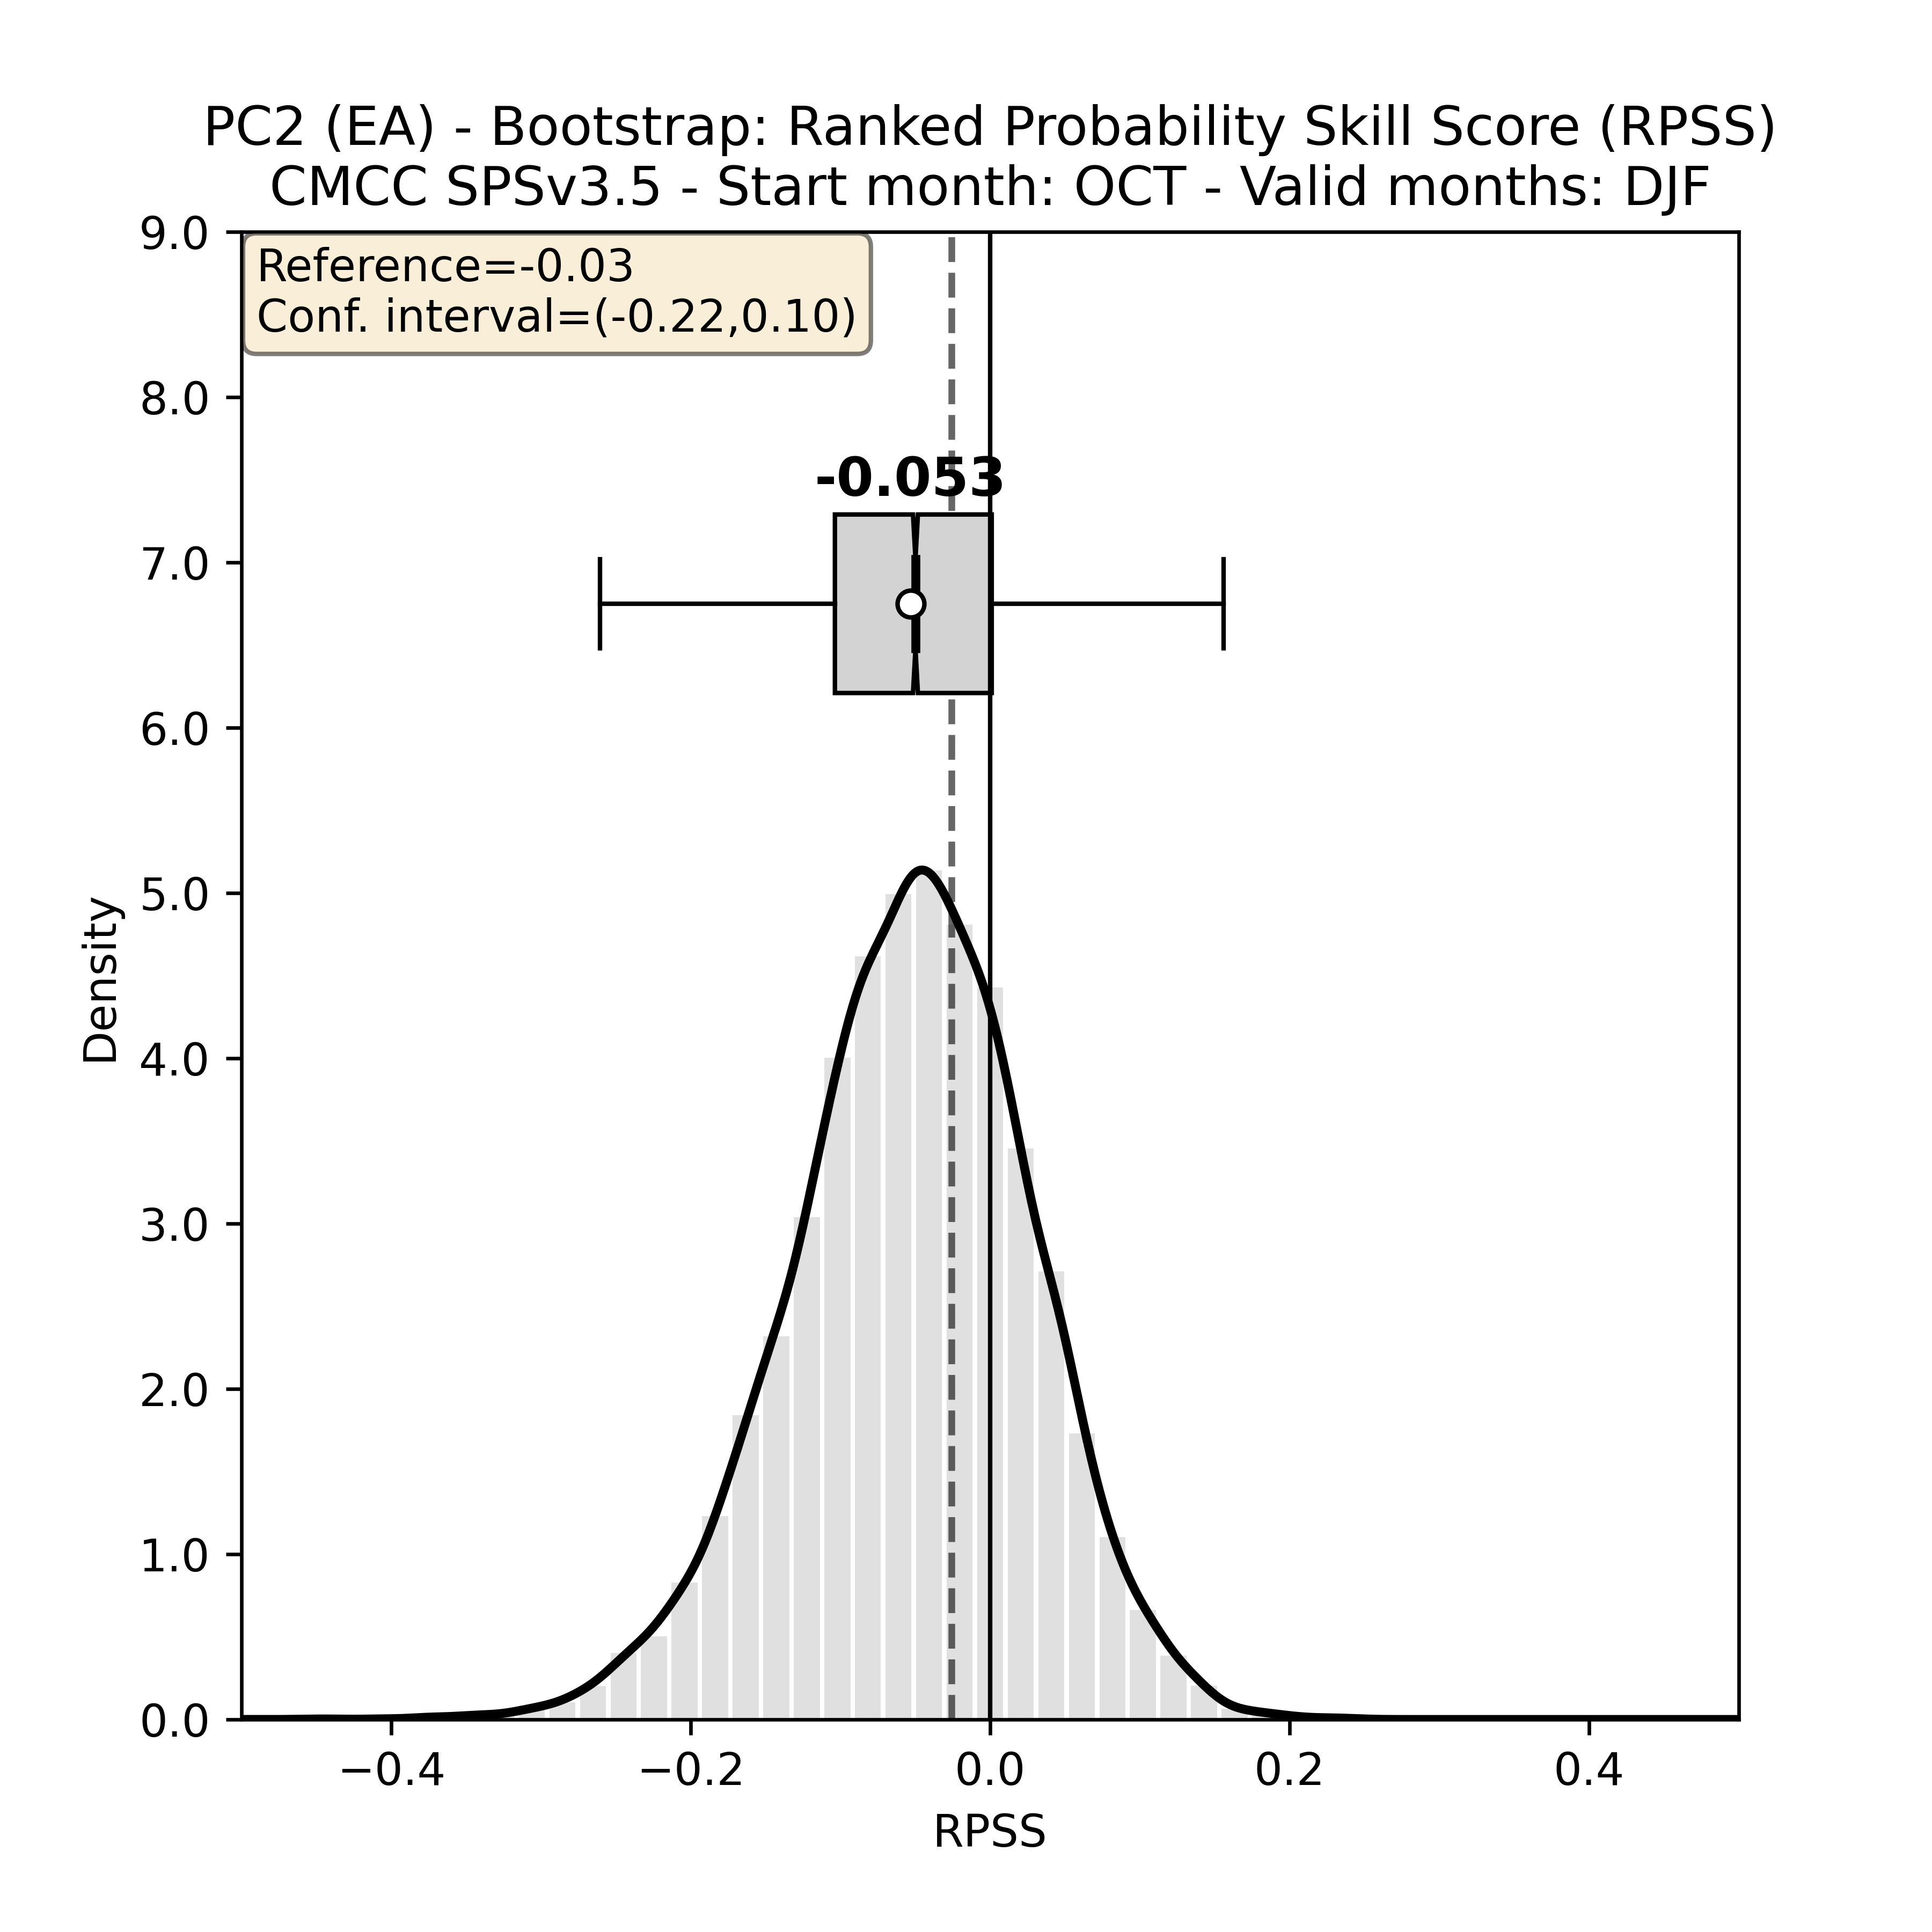 PC2 (EA) - Bootstrap: Ranked Probability Skill Score (RPSS)
CMCC SPSv3.5 - Start month: OCT - Valid months: DJF
Reference=-0.03
Conf. interval=(-0.22,0.10)
-0.053
9.0
8.0
7.0
6.0
5.0
4.0
3.0
2.0
1.0
0.0
Density
−0.4
−0.2
0.0
0.2
0.4
RPSS